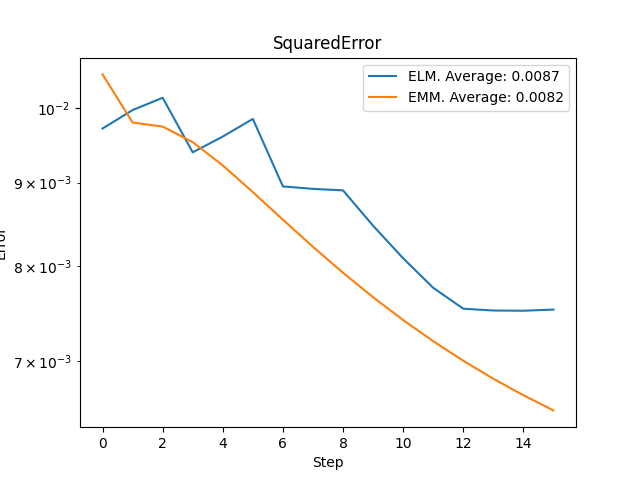 SquaredError
ELM. Average: 0.0087
EMM. Average: 0.0082
10⁻²
9 × 10⁻³
8 × 10⁻³
7 × 10⁻³
Error
0 2 4 6 8 10 12 14
Step